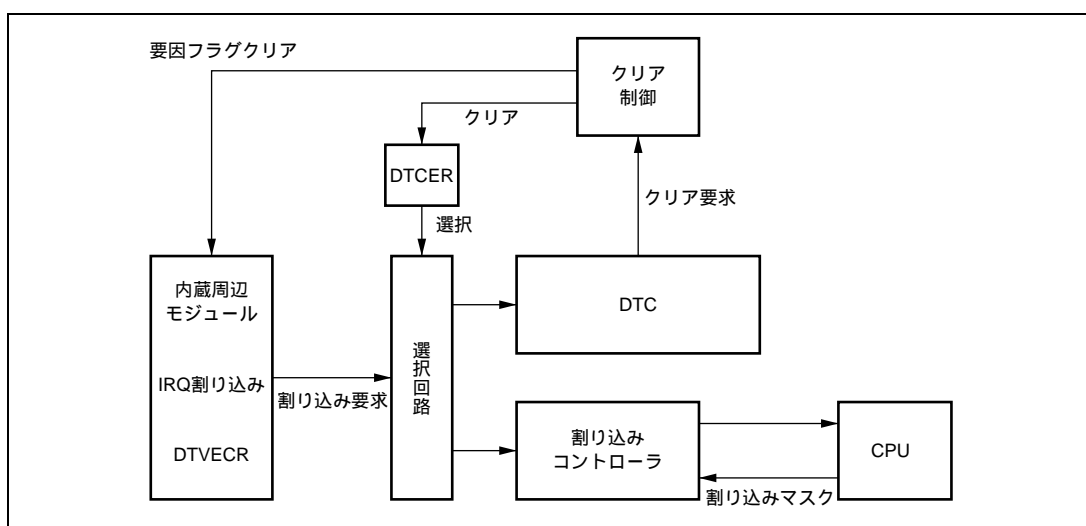 要因フラグクリア
クリア
制御
クリア
DTCER
クリア要求
選択
内蔵周辺
モジュール
IRQ割り込み
DTVECR
割り込み要求
選択回路
DTC
割り込み
コントローラ
CPU
割り込みマスク